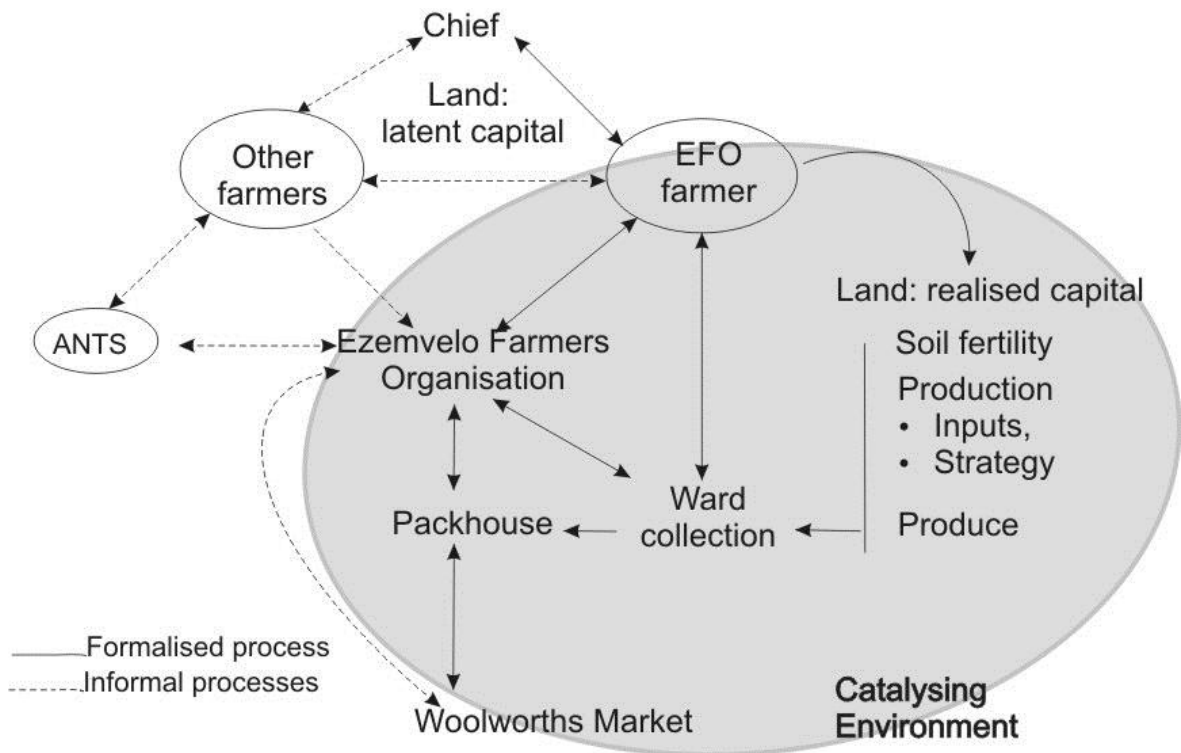 Chief
Land:
latent capital
Other
farmers
EFO
farmer
Land: realised capital
ANTS
Ezemvelo Farmers
Organisation
Soil fertility
Production
• Inputs,
• Strategy
Produce
Ward
collection
Packhouse
Formalised process
Informal processes
Woolworths Market
Catalysing
Environment